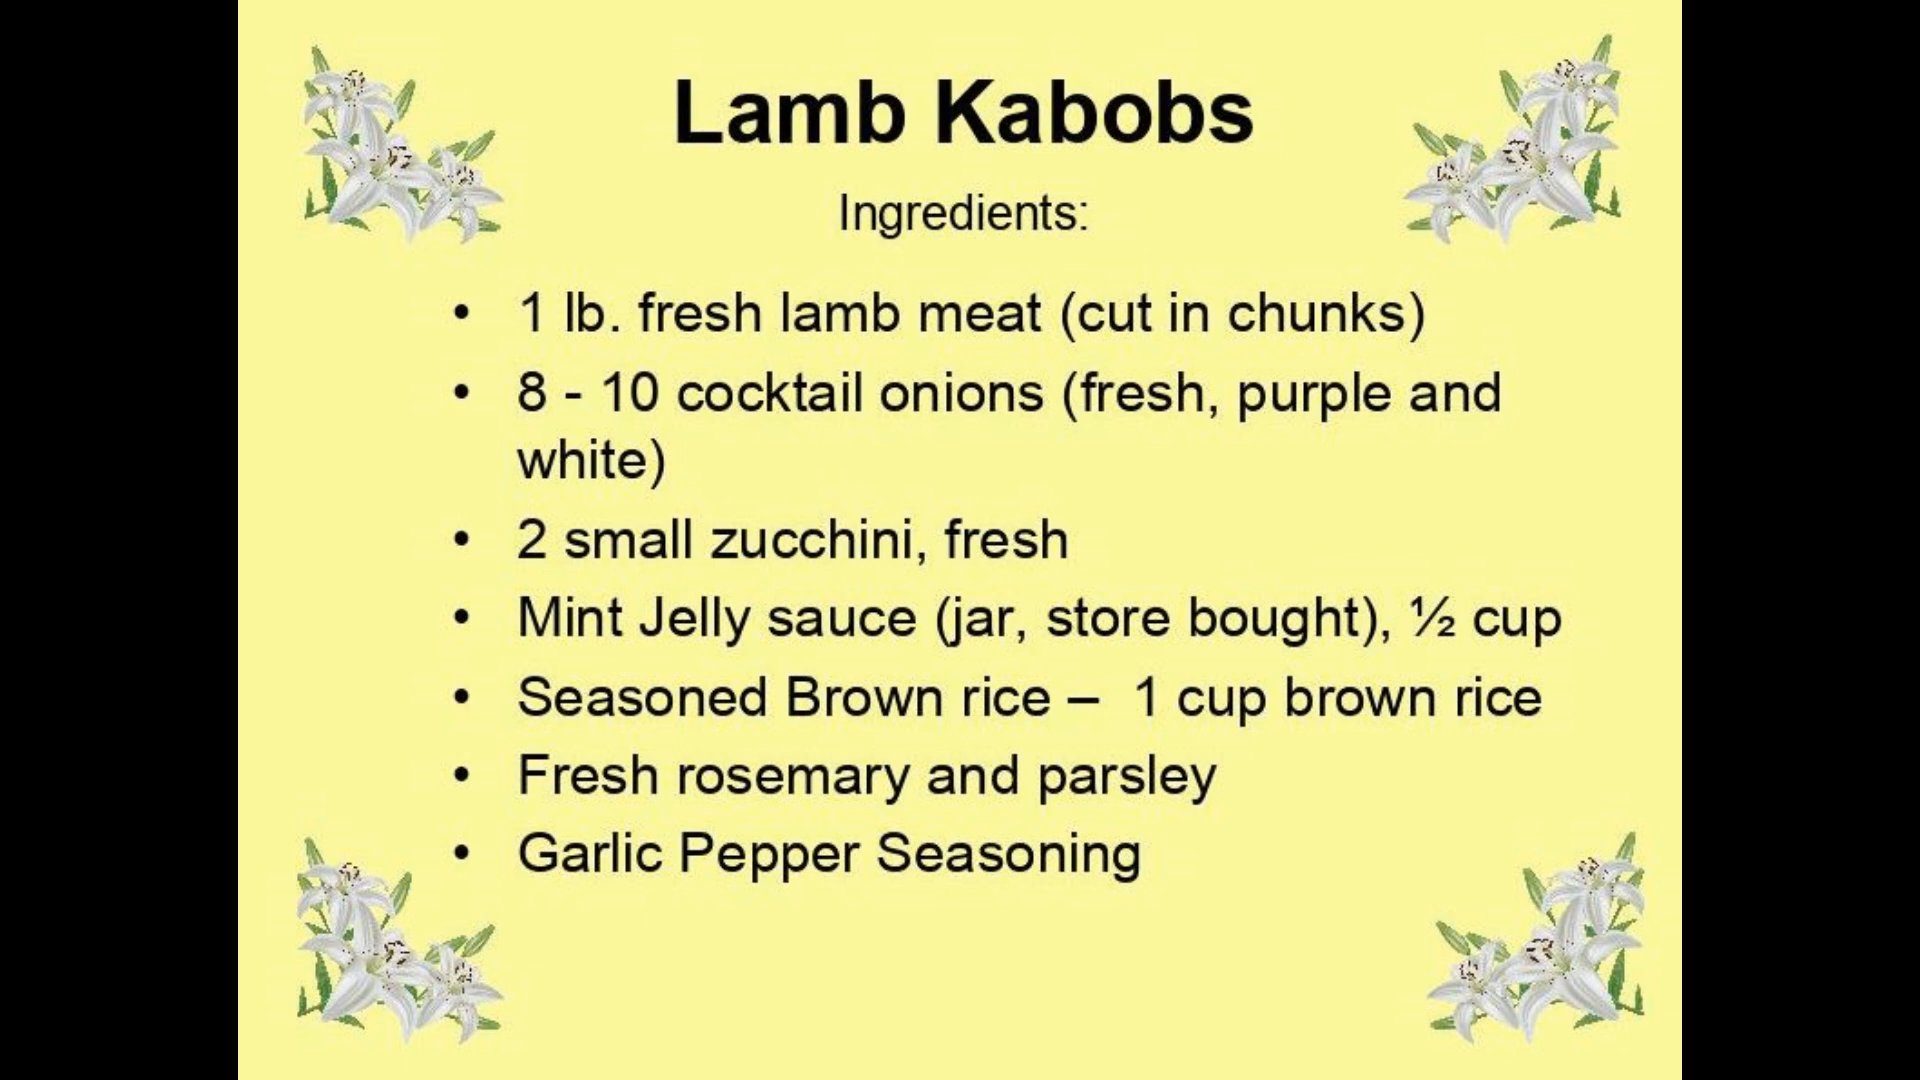 Lamb Kabobs
Ingredients:
• 1 lb. fresh lamb meat (cut in chunks)
• 8 - 10 cocktail onions (fresh, purple and
white)
• 2 small zucchini, fresh
• Mint Jelly sauce (jar, store bought), ½ cup
• Seasoned Brown rice –  1 cup brown rice
• Fresh rosemary and parsley
• Garlic Pepper Seasoning